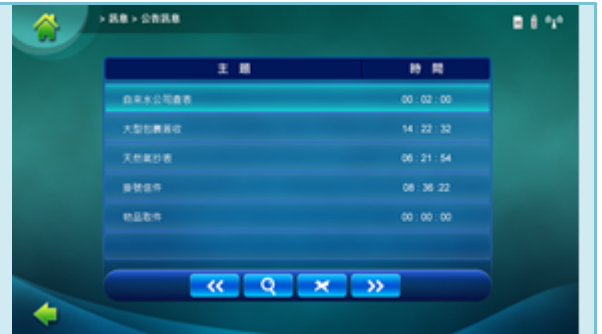 > 訊息 > 公告訊息
主 題 時 間
自來水公司查表 00 : 02 : 00
大型包裹簽收 14 : 22 : 32
天然氣抄表 06 : 21 : 54
掛號信件 08 : 36 : 22
物品取件 00 : 00 : 00